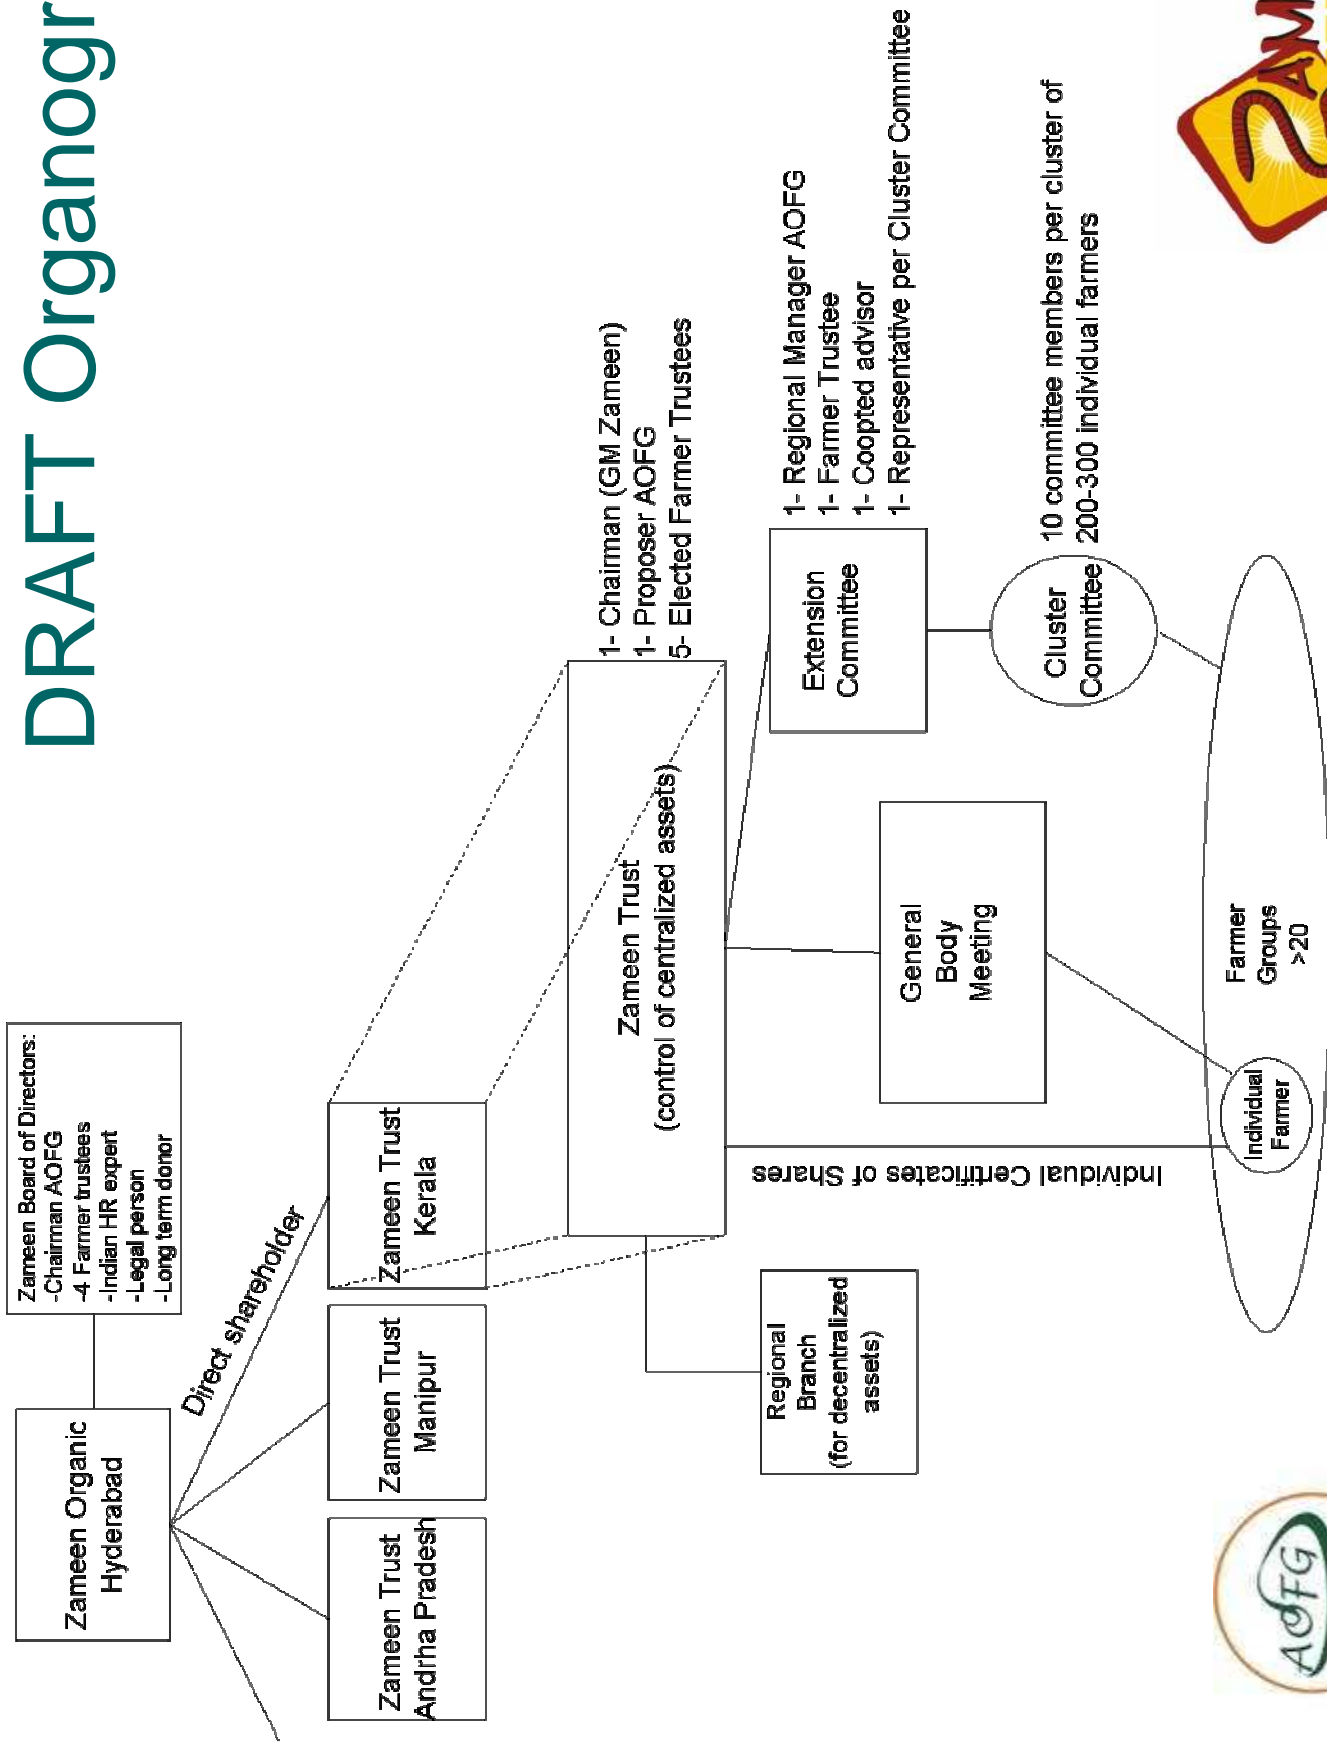 DRAFT Organogr
Zameen Board of Directors:
-Chairman AOFG
-4 Farmer trustees
-Indian HR expert
-Legal person
-Long term donor
Zameen Organic
Hyderabad
Direct shareholder
Zameen Trust
Andrha Pradesh
Zameen Trust
Manipur
Zameen Trust
Kerala
1- Chairman (GM Zameen)
1- Proposer AOFG
5- Elected Farmer Trustees
Zameen Trust
(control of centralized assets)
Regional
Branch
(for decentralized
assets)
Individual Certificates of Shares
General
Body
Meeting
Extension
Committee
1- Regional Manager AOFG
1- Farmer Trustee
1- Coopted advisor
1- Representative per Cluster Committee
Cluster
Committee
10 committee members per cluster of
200-300 individual farmers
Individual
Farmer
Farmer
Groups
>20
AOFG
ZAM